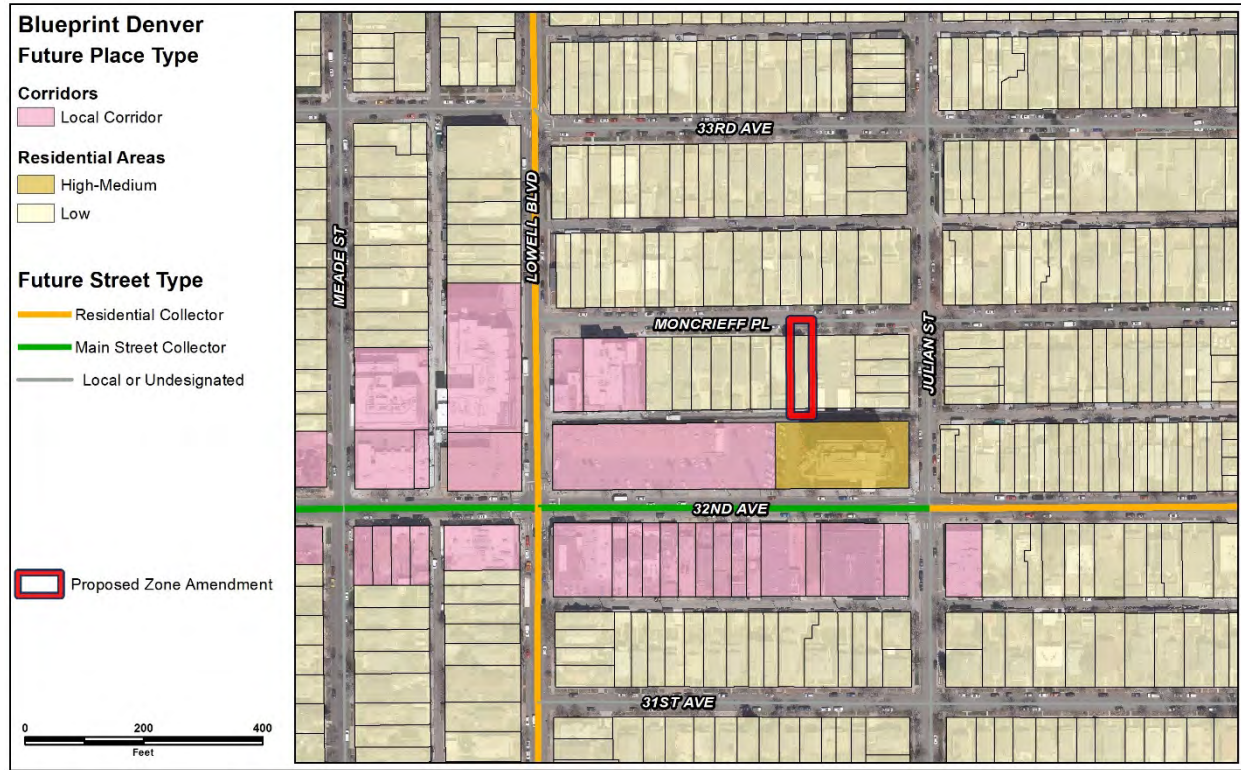 Blueprint Denver
Future Place Type
Corridors
Local Corridor
Residential Areas
High-Medium
Low
Future Street Type
Residential Collector
Main Street Collector
Local or Undesignated
Proposed Zone Amendment
0 200 400
Feet
33RD AVE
MEADE ST
LOWELL BLVD
MONCRIEFF PL
JULIAN ST
32ND AVE
31ST AVE